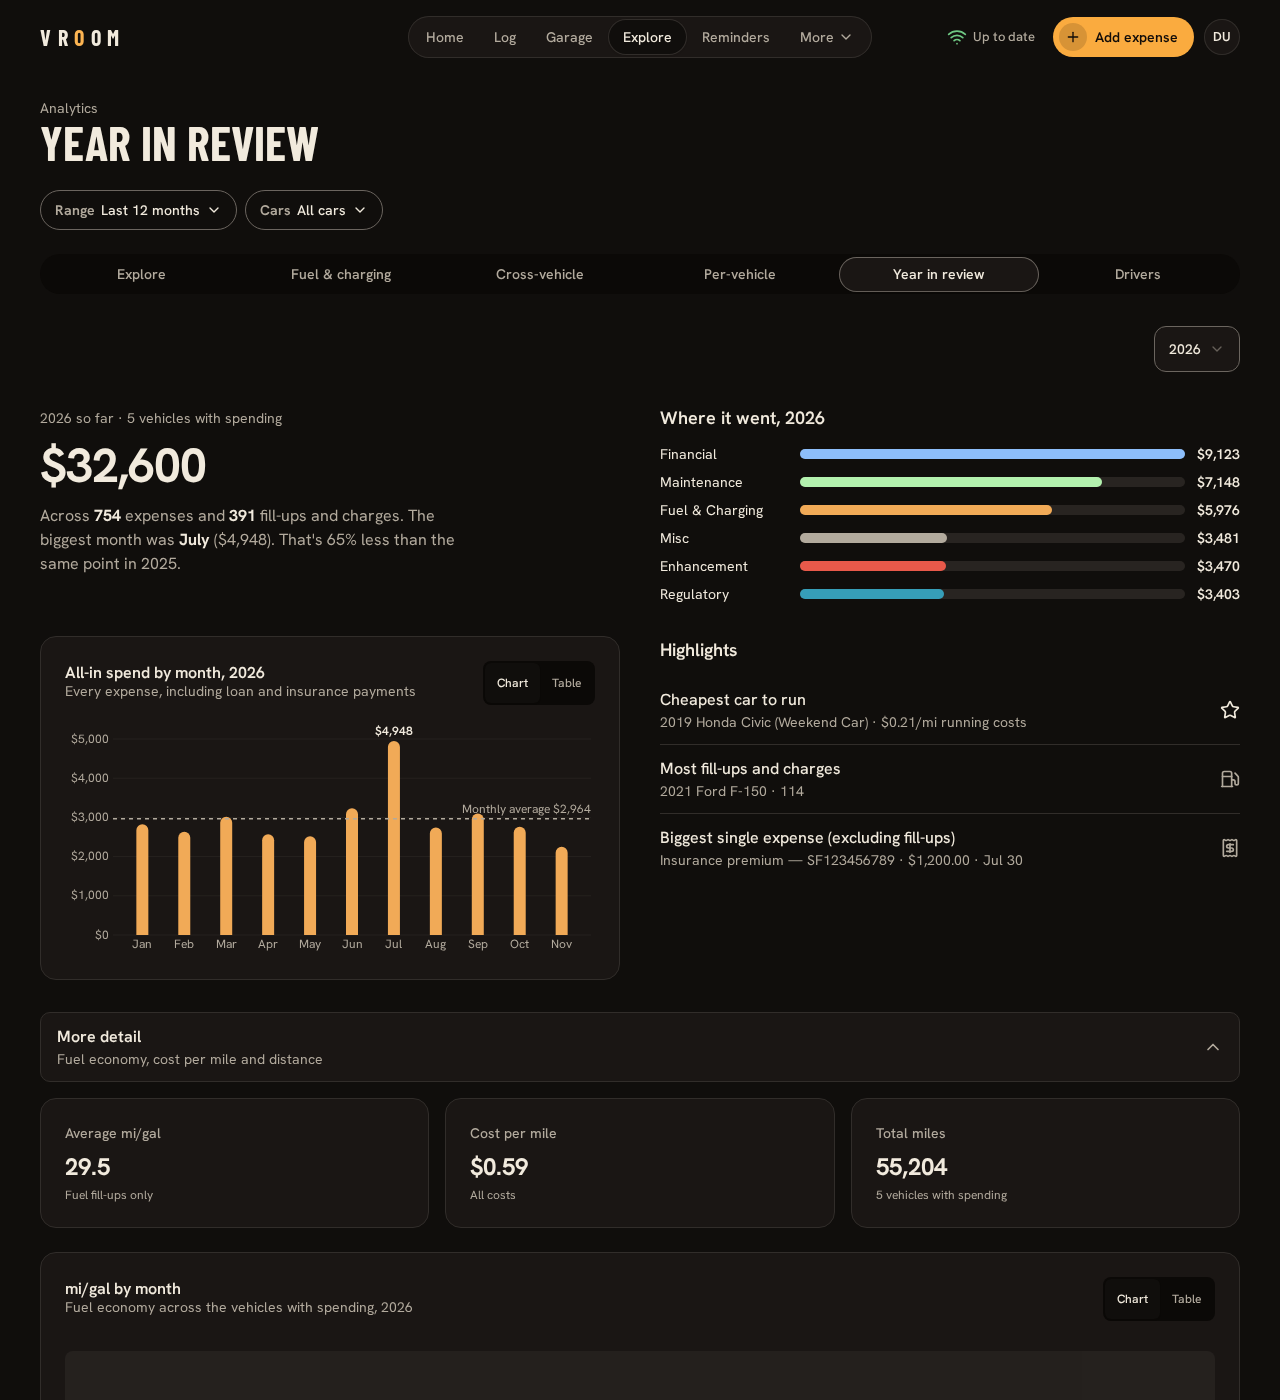 VROOM
Home
Log
Garage
Explore
Reminders
More
Up to date
Add expense
DU
Analytics
YEAR IN REVIEW
Range Last 12 months
Cars All cars
Explore
Fuel & charging
Cross-vehicle
Per-vehicle
Year in review
Drivers
2026
2026 so far · 5 vehicles with spending
$32,600
Across 754 expenses and 391 fill-ups and charges. The
biggest month was July ($4,948). That's 65% less than the
same point in 2025.
Where it went, 2026
Financial $9,123
Maintenance $7,148
Fuel & Charging $5,976
Misc $3,481
Enhancement $3,470
Regulatory $3,403
All-in spend by month, 2026
Every expense, including loan and insurance payments
Chart
Table
$4,948
$5,000
$4,000
Monthly average $2,964
$3,000
$2,000
$1,000
$0
Jan Feb Mar Apr May Jun Jul Aug Sep Oct Nov
Highlights
Cheapest car to run
2019 Honda Civic (Weekend Car) · $0.21/mi running costs
Most fill-ups and charges
2021 Ford F-150 · 114
Biggest single expense (excluding fill-ups)
Insurance premium — SF123456789 · $1,200.00 · Jul 30
More detail
Fuel economy, cost per mile and distance
Average mi/gal
29.5
Fuel fill-ups only
Cost per mile
$0.59
All costs
Total miles
55,204
5 vehicles with spending
mi/gal by month
Fuel economy across the vehicles with spending, 2026
Chart
Table